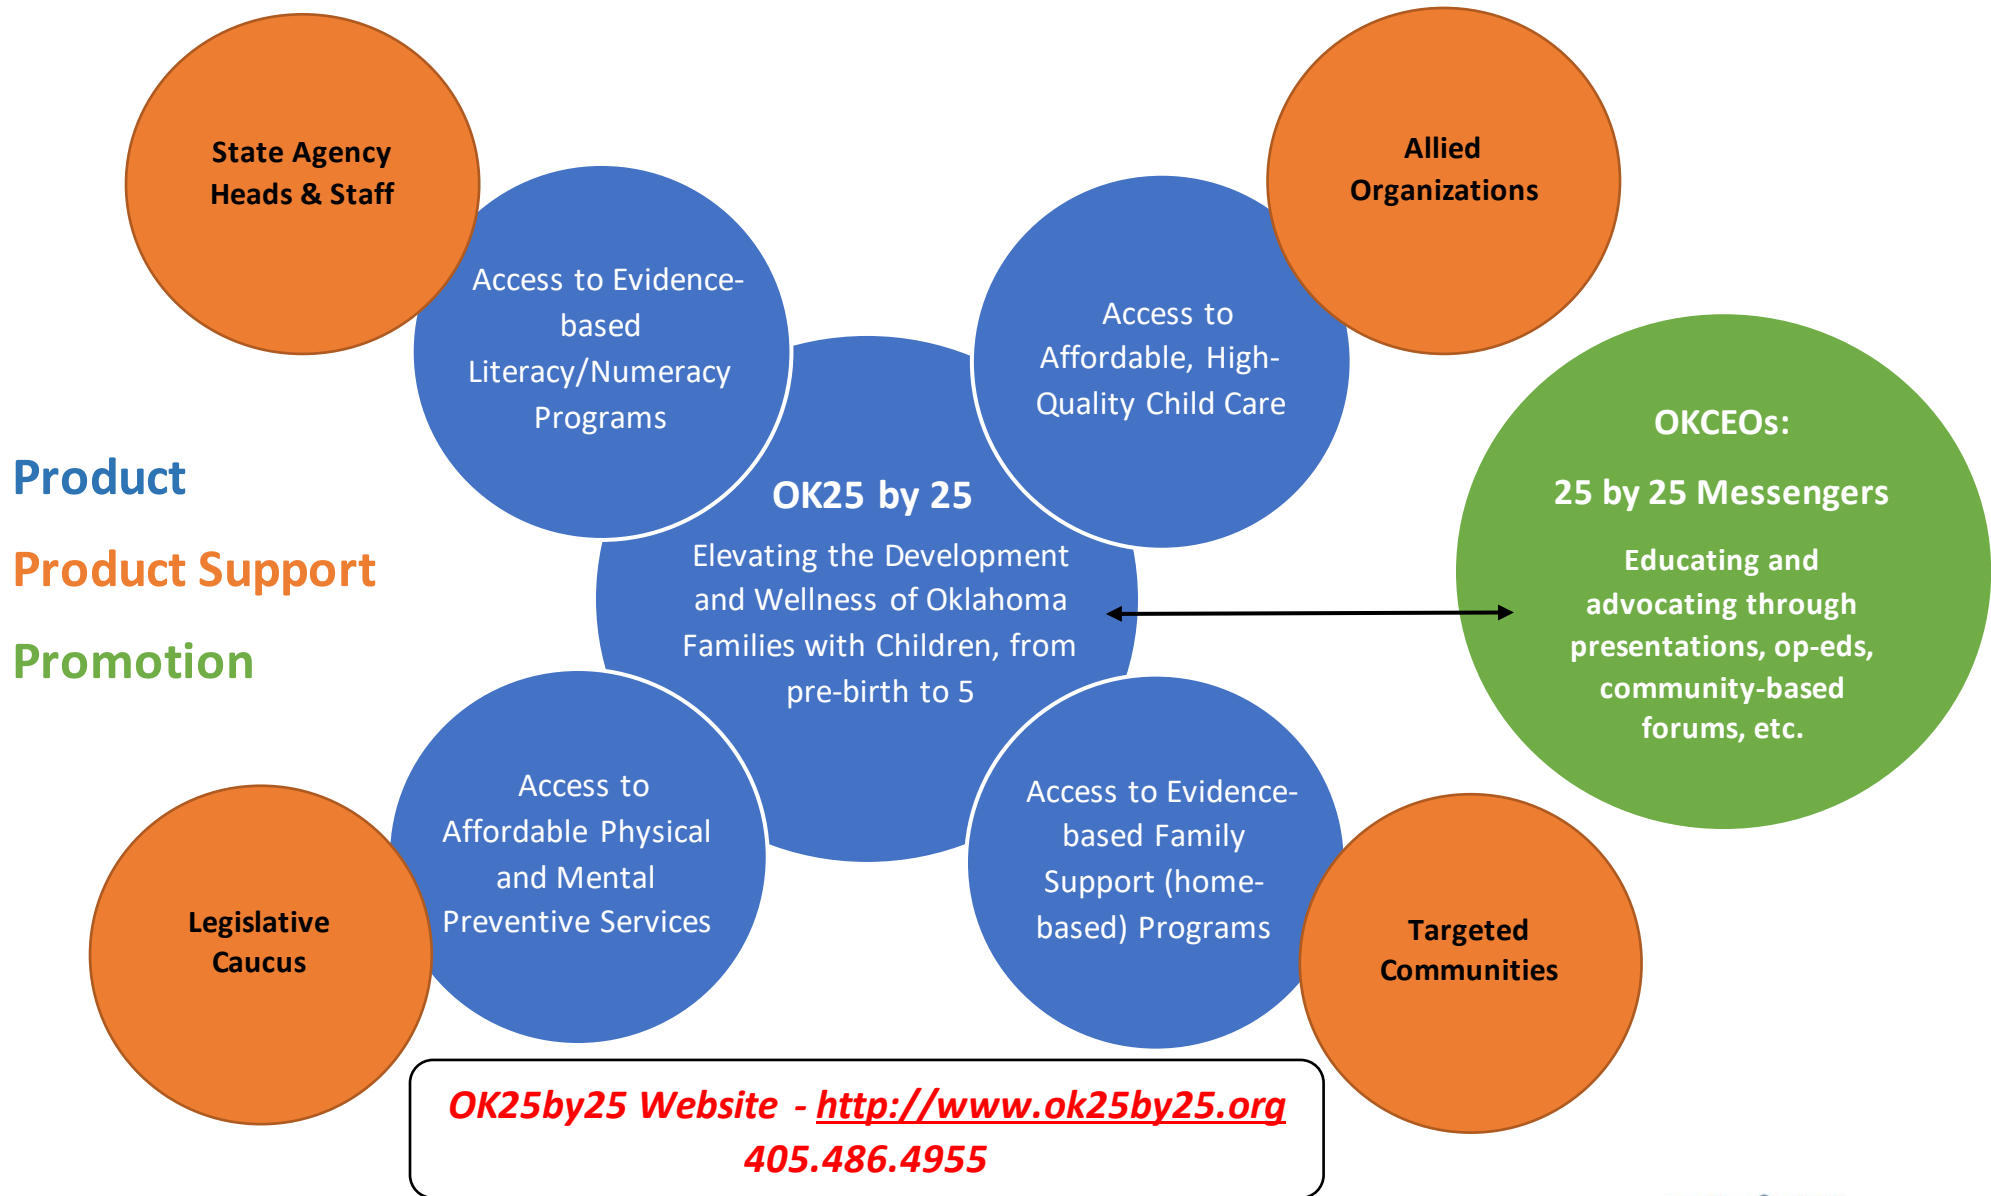 State Agency
Heads & Staff
Allied
Organizations
Access to Evidence-
based
Literacy/Numeracy
Programs
Access to
Affordable, High-
Quality Child Care
Product
Product Support
Promotion
OK25 by 25
Elevating the Development
and Wellness of Oklahoma
Families with Children, from
pre-birth to 5
OKCEOs:
25 by 25 Messengers
Educating and
advocating through
presentations, op-eds,
community-based
forums, etc.
Access to
Affordable Physical
and Mental
Preventive Services
Access to Evidence-
based Family
Support (home-
based) Programs
Legislative
Caucus
Targeted
Communities
OK25by25 Website - http://www.ok25by25.org
405.486.4955